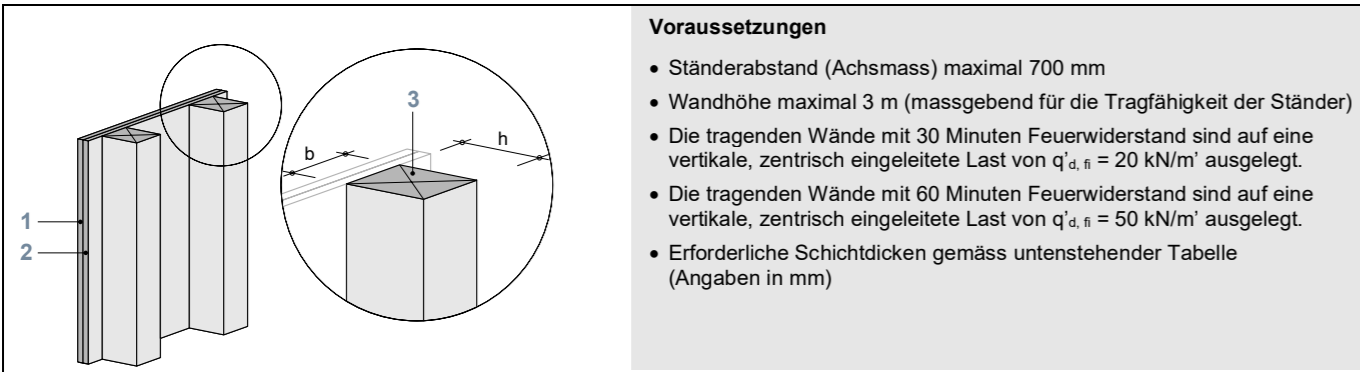 1
2
3
b
h
Voraussetzungen
• Ständerabstand (Achsmass) maximal 700 mm
• Wandhöhe maximal 3 m (massgebend für die Tragfähigkeit der Ständer)
• Die tragenden Wände mit 30 Minuten Feuerwiderstand sind auf eine
vertikale, zentrisch eingeleitete Last von q'd, fi = 20 kN/m' ausgelegt.
• Die tragenden Wände mit 60 Minuten Feuerwiderstand sind auf eine
vertikale, zentrisch eingeleitete Last von q'd, fi = 50 kN/m' ausgelegt.
• Erforderliche Schichtdicken gemäss untenstehender Tabelle
(Angaben in mm)